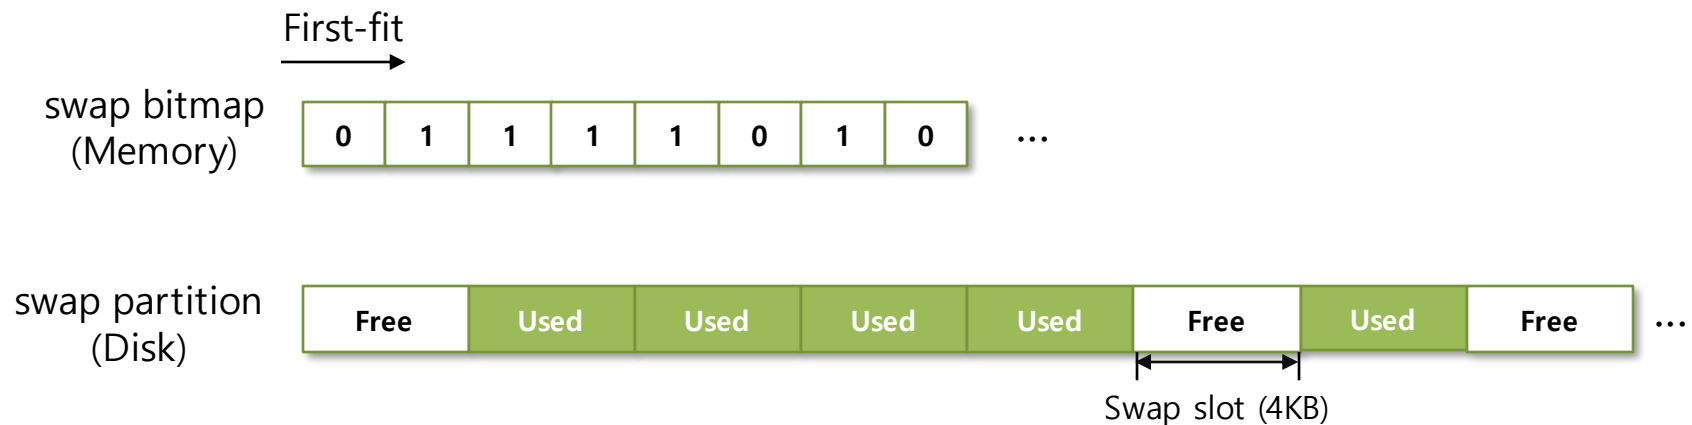 First-fit
swap bitmap
(Memory)
0 1 1 1 1 0 1 0 ...
swap partition
(Disk)
Free Used Used Used Used Free Used Free ...
Swap slot (4KB)